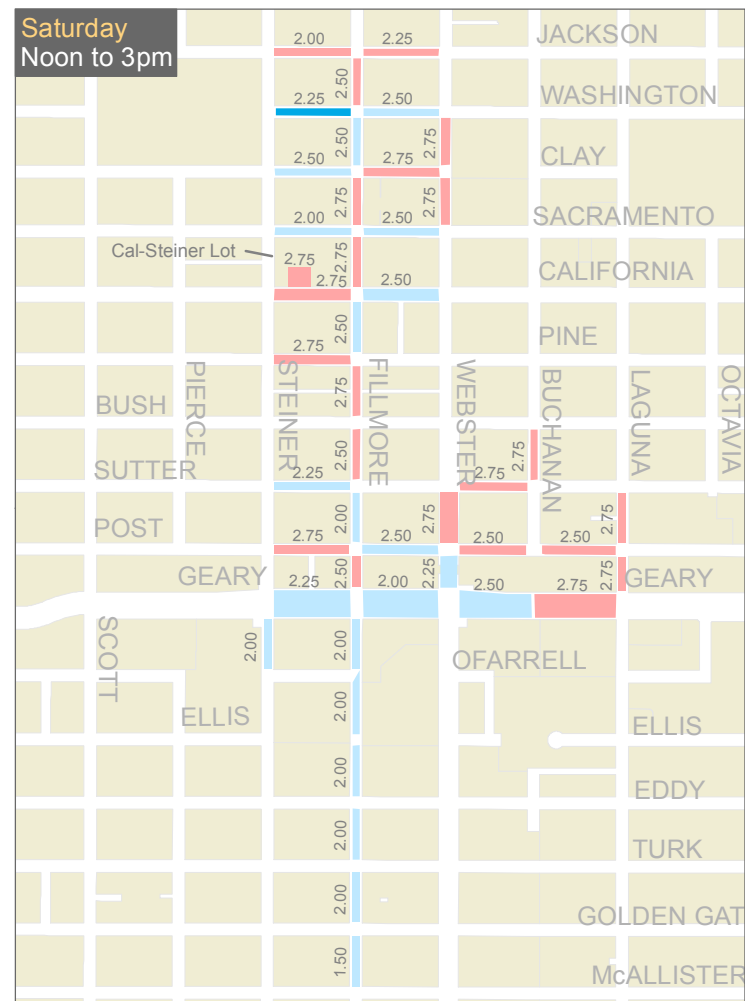 Saturday
Noon to 3pm
2.00
2.25
JACKSON
2.50
2.25
2.50
WASHINGTON
2.50
2.75
2.50
2.75
CLAY
2.75
2.75
2.00
2.50
SACRAMENTO
Cal-Steiner Lot
2.75
2.75
2.75
2.50
CALIFORNIA
2.50
2.75
PINE
PIERCE
STEINER
FILLMORE
WEBSTER
BUCHANAN
LAGUNA
OCTAVIA
2.75
BUSH
2.50
2.75
SUTTER
2.25
2.75
2.00
2.75
2.75
POST
2.75
2.50
2.50
2.50
GEARY
2.25
2.50
2.00
2.25
2.50
2.75
2.75
GEARY
SCOTT
2.00
2.00
OFARRELL
ELLIS
2.00
ELLIS
2.00
EDDY
2.00
TURK
2.00
GOLDEN GAT
1.50
McALLISTER